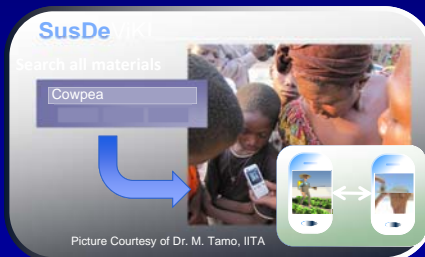 SusDeViKI
Search all materials
Cowpea
Picture Courtesy of Dr. M. Tamo, IITA